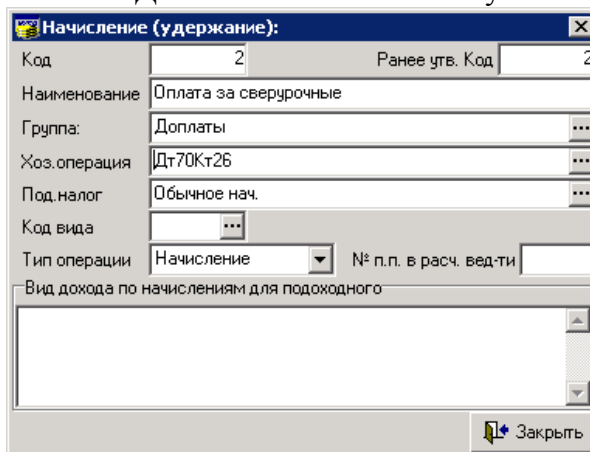 Начисление (удержание):
Код 2 Ранее утв. Код 2
Наименование Оплата за сверурочные
Группа: Доплаты ...
Хоз.операция Дт70Кт26 ...
Под.налог Обычное нач. ...
Код вида ...
Тип операции Начисление № п.п. в расч. вед-ти
Вид дохода по начислениям для подоходного
Закрыть